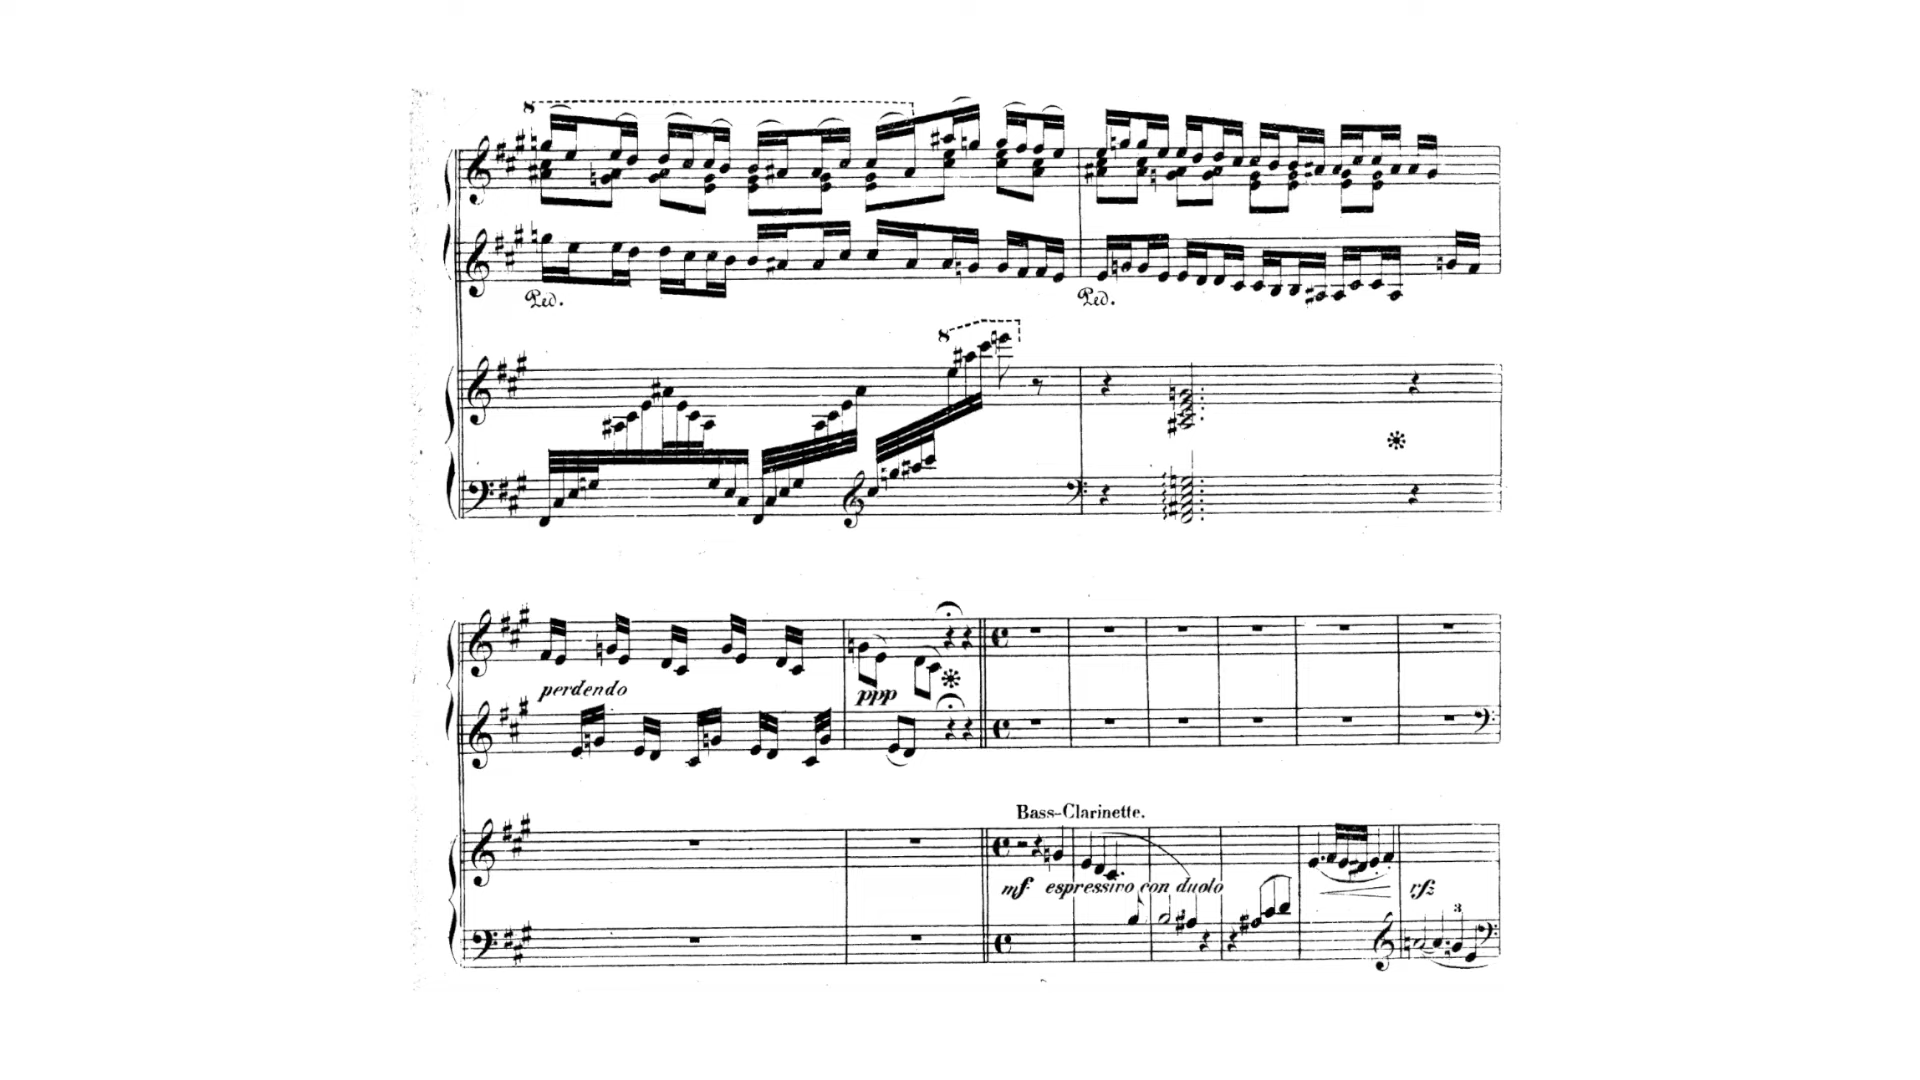 8
Ped. Ped.
8
perdendo ppp
Bass-Clarinette.
mf espressivo con duolo rfz
3